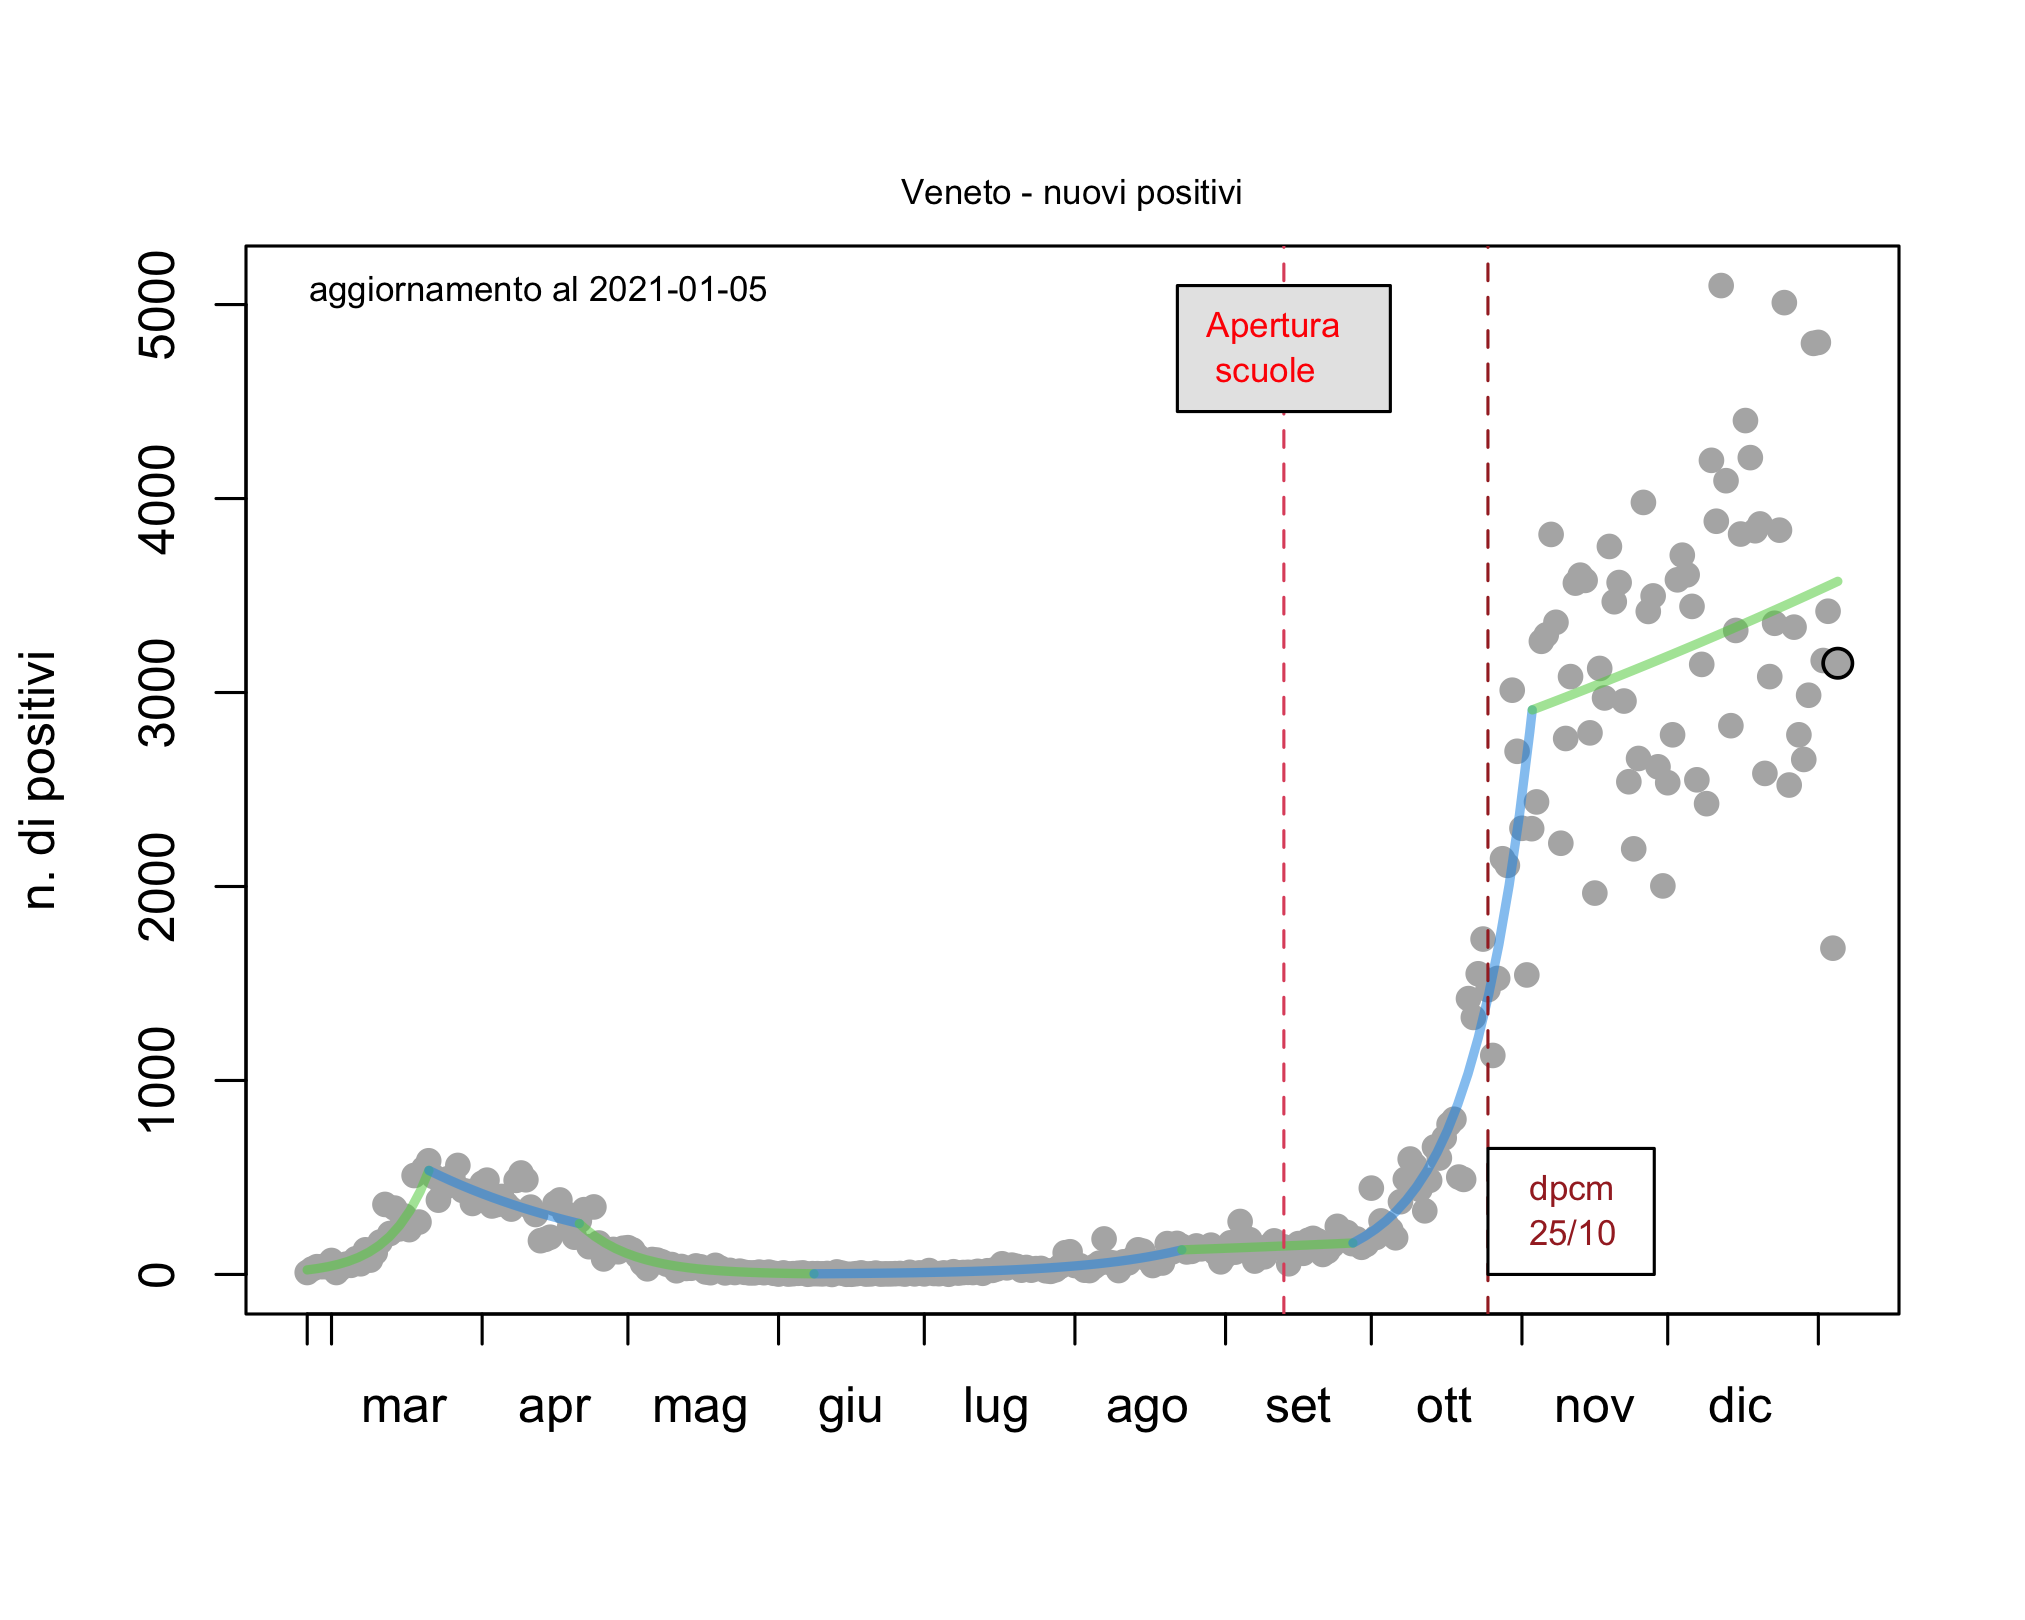 Veneto - nuovi positivi
aggiornamento al 2021-01-05
Apertura
scuole
dpcm
25/10
n. di positivi
5000
4000
3000
2000
1000
0
mar apr mag giu lug ago set ott nov dic